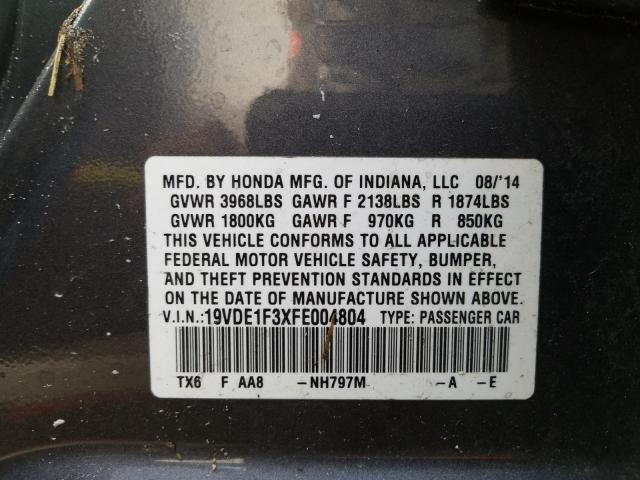 MFD. BY HONDA MFG. OF INDIANA, LLC 08/'14
GVWR 3968LBS GAWR F 2138LBS R 1874LBS
GVWR 1800KG GAWR F 970KG R 850KG
THIS VEHICLE CONFORMS TO ALL APPLICABLE
FEDERAL MOTOR VEHICLE SAFETY, BUMPER,
AND THEFT PREVENTION STANDARDS IN EFFECT
ON THE DATE OF MANUFACTURE SHOWN ABOVE.
V.I.N.: 19VDE1F3XFE004804 TYPE: PASSENGER CAR
TX6 F AA8 -NH797M -A -E